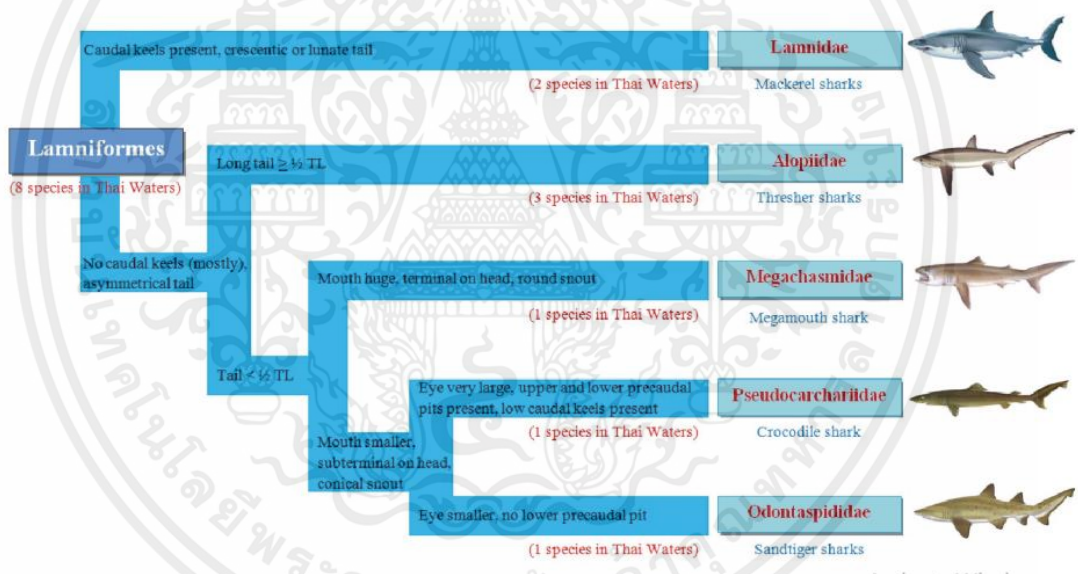 Caudal keels present, crescentic or lunate tail
Lamnidae
(2 species in Thai Waters)
Mackerel sharks
Lamniformes
(8 species in Thai Waters)
Long tail ≥ ½ TL
Alopiidae
(3 species in Thai Waters)
Thresher sharks
No caudal keels (mostly),
asymmetrical tail
Mouth huge, terminal on head, round snout
Megachasmidae
(1 species in Thai Waters)
Megamouth shark
Tail < ½ TL
Eye very large, upper and lower precaudal
pits present, low caudal keels present
Pseudocarchariidae
(1 species in Thai Waters)
Crocodile shark
Mouth smaller,
subterminal on head,
conical snout
Eye smaller, no lower precaudal pit
Odontaspididae
(1 species in Thai Waters)
Sandtiger sharks